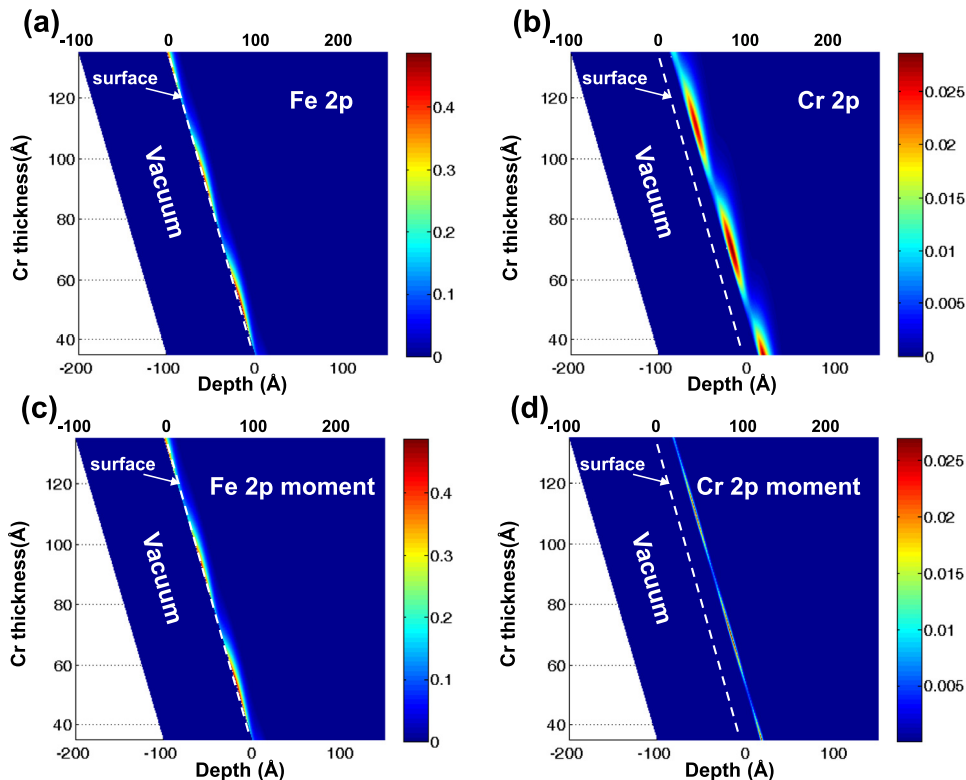 (a)
-100 0 100 200
surface
Fe 2p
Vacuum
Cr thickness(Å)
120
100
80
60
40
-200 -100 0 100
Depth (Å)
0.4
0.3
0.2
0.1
0
(b)
-100 0 100 200
surface
Cr 2p
Vacuum
Cr thickness(Å)
120
100
80
60
40
-200 -100 0 100
Depth (Å)
0.025
0.02
0.015
0.01
0.005
0
(c)
-100 0 100 200
surface
Fe 2p moment
Vacuum
Cr thickness(Å)
120
100
80
60
40
-200 -100 0 100
Depth (Å)
0.4
0.3
0.2
0.1
0
(d)
-100 0 100 200
surface
Cr 2p moment
Vacuum
Cr thickness(Å)
120
100
80
60
40
-200 -100 0 100
Depth (Å)
0.025
0.02
0.015
0.01
0.005